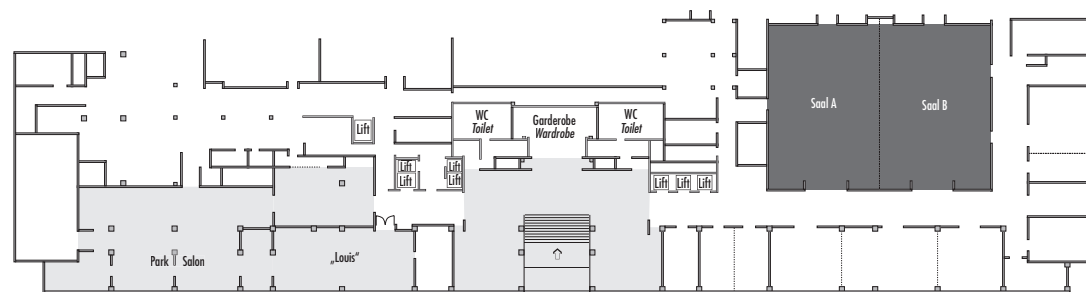 Saal A
Saal B
WC
Toilet
Garderobe
Wardrobe
WC
Toilet
Lift
Lift
Lift
Lift
Lift
Lift
Lift
Lift
Park Salon
„Louis“